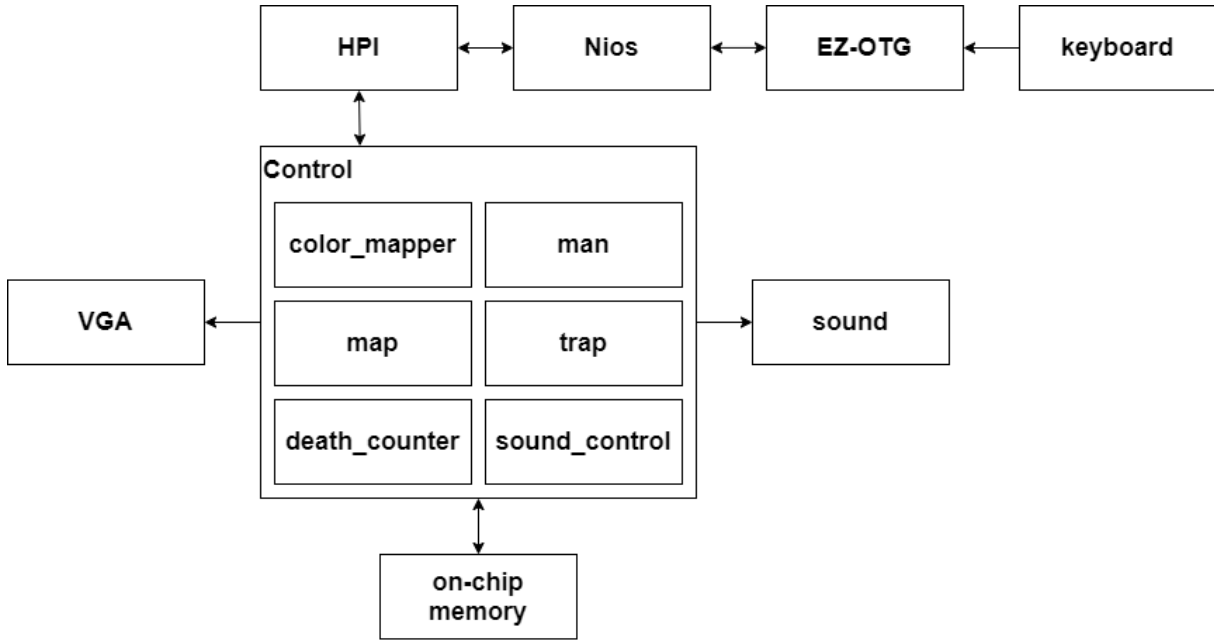 HPI
Nios
EZ-OTG
keyboard
Control
color_mapper
man
VGA
map
trap
sound
death_counter
sound_control
on-chip
memory